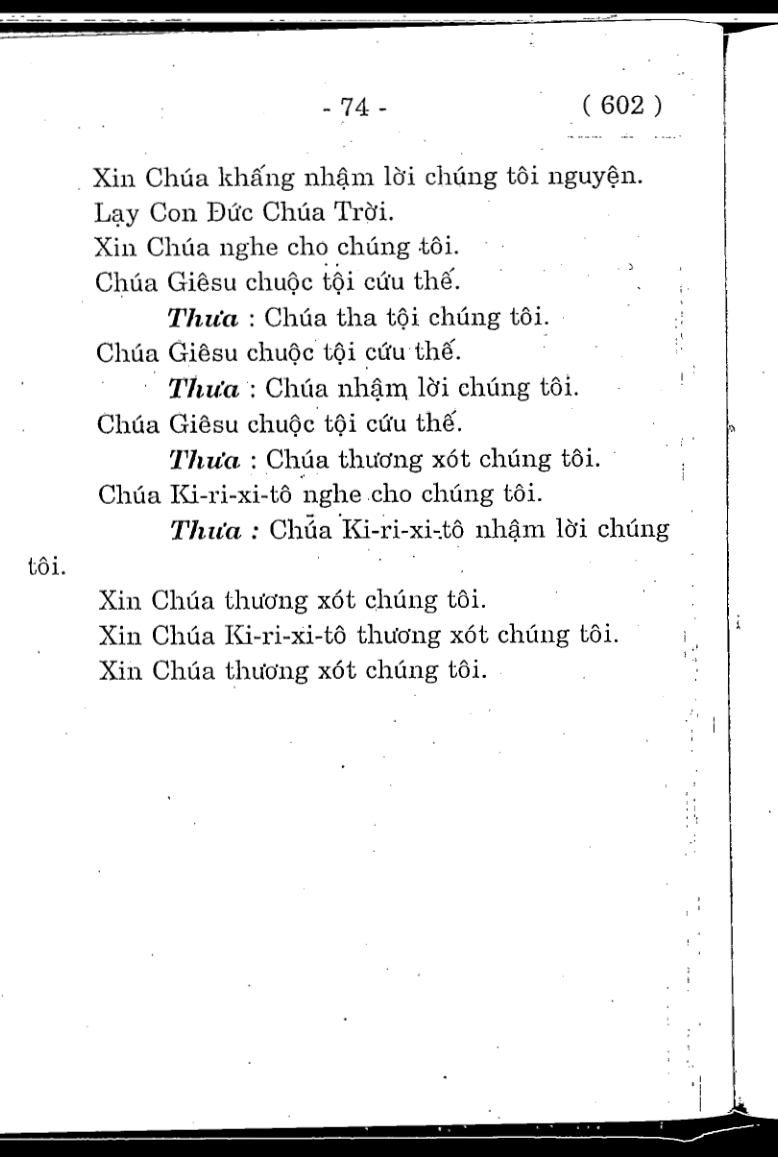 - 74 - ( 602 )
Xin Chúa khấng nhậm lời chúng tôi nguyện.
Lạy Con Đức Chúa Trời.
Xin Chúa nghe cho chúng tôi.
Chúa Giêsu chuộc tội cứu thế.
Thưa : Chúa tha tội chúng tôi.
Chúa Giêsu chuộc tội cứu thế.
Thưa : Chúa nhậm lời chúng tôi.
Chúa Giêsu chuộc tội cứu thế.
Thưa : Chúa thương xót chúng tôi.
Chúa Ki-ri-xi-tô nghe cho chúng tôi.
Thưa : Chúa Ki-ri-xi-tô nhậm lời chúng
tôi.
Xin Chúa thương xót chúng tôi.
Xin Chúa Ki-ri-xi-tô thương xót chúng tôi.
Xin Chúa thương xót chúng tôi.